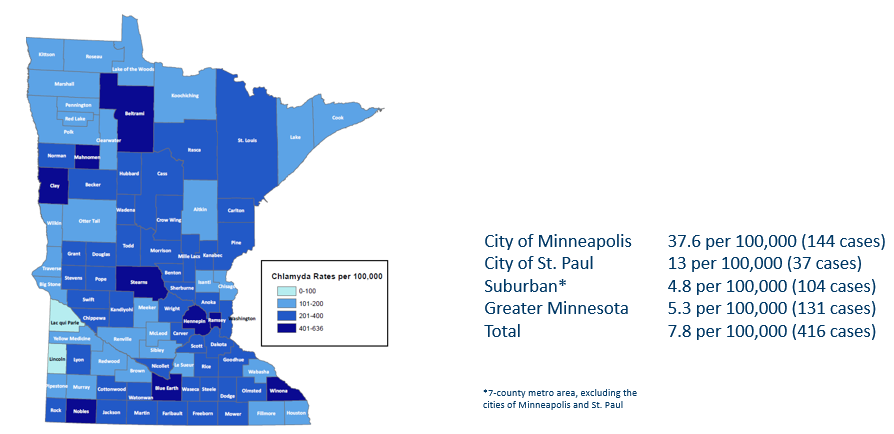 Kittson
Roseau
Lake of the Woods
Marshall
Koochiching
Pennington
Red Lake
Polk
Beltrami
Cook
Lake
St. Louis
Clearwater
Itasca
Norman
Mahnomen
Hubbard
Cass
Clay
Becker
Wadena
Crow Wing
Aitkin
Carlton
Wilkin
Otter Tail
Todd
Morrison
Mille Lacs
Kanabec
Pine
Grant
Douglas
Traverse
Big Stone
Stevens
Pope
Stearns
Benton
Sherburne
Isanti
Chisago
Swift
Kandiyohi
Meeker
Wright
Anoka
Washington
Lac qui Parle
Chippewa
Hennepin
Ramsey
McLeod
Carver
Yellow Medicine
Renville
Sibley
Scott
Dakota
Lincoln
Lyon
Redwood
Brown
Nicollet
Le Sueur
Rice
Goodhue
Wabasha
Pipestone
Murray
Cottonwood
Watonwan
Blue Earth
Waseca
Steele
Dodge
Olmsted
Winona
Rock
Nobles
Jackson
Martin
Faribault
Freeborn
Mower
Fillmore
Houston
Chlamyda Rates per 100,000
0-100
101-200
201-400
401-636
City of Minneapolis 37.6 per 100,000 (144 cases)
City of St. Paul 13 per 100,000 (37 cases)
Suburban* 4.8 per 100,000 (104 cases)
Greater Minnesota 5.3 per 100,000 (131 cases)
Total 7.8 per 100,000 (416 cases)
*7-county metro area, excluding the
cities of Minneapolis and St. Paul